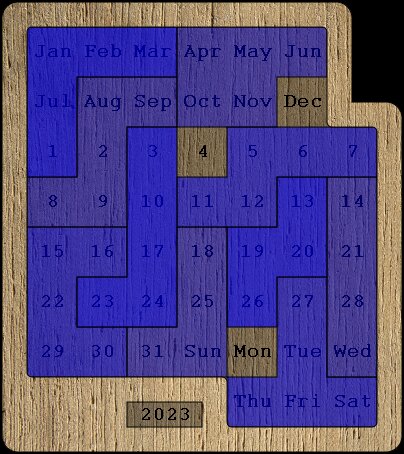 Jan Feb Mar Apr May Jun
Jul Aug Sep Oct Nov Dec
1 2 3 4 5 6 7
8 9 10 11 12 13 14
15 16 17 18 19 20 21
22 23 24 25 26 27 28
29 30 31 Sun Mon Tue Wed
Thu Fri Sat
2023